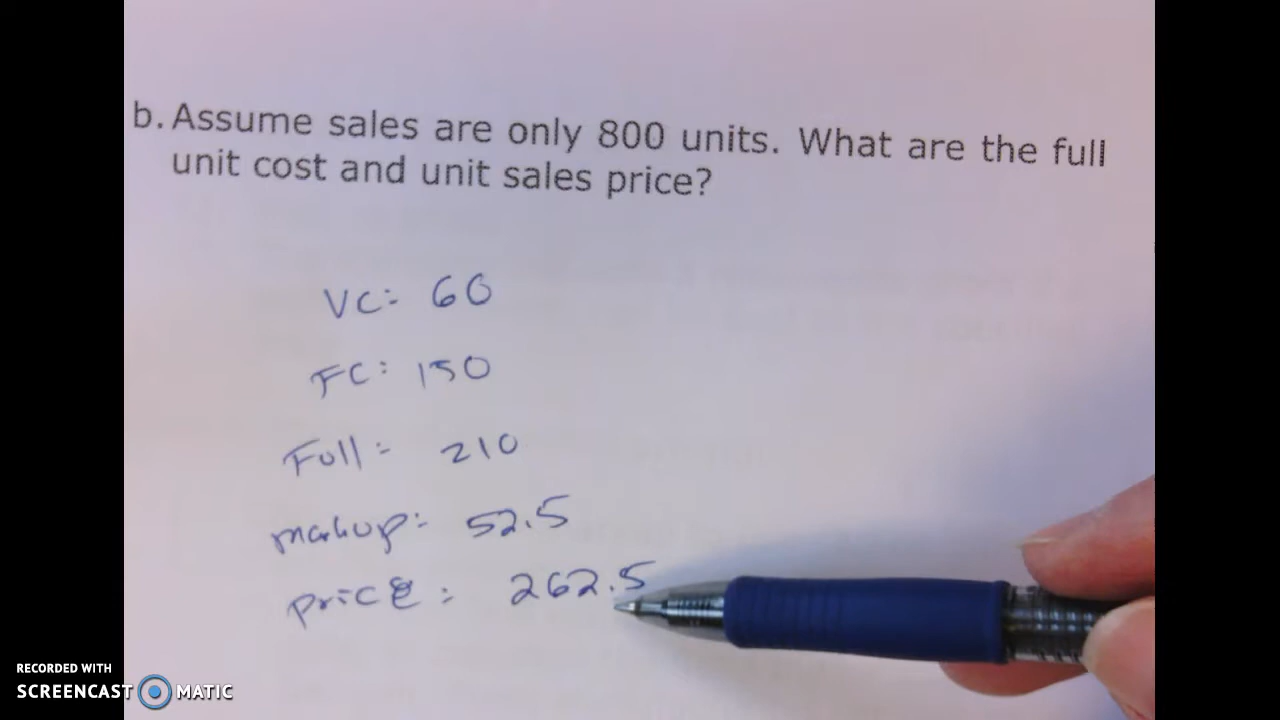 b. Assume sales are only 800 units. What are the full
unit cost and unit sales price?
VC: 60
FC: 150
Full: 210
markup: 52.5
price: 262.5
RECORDED WITH
SCREENCAST MATIC